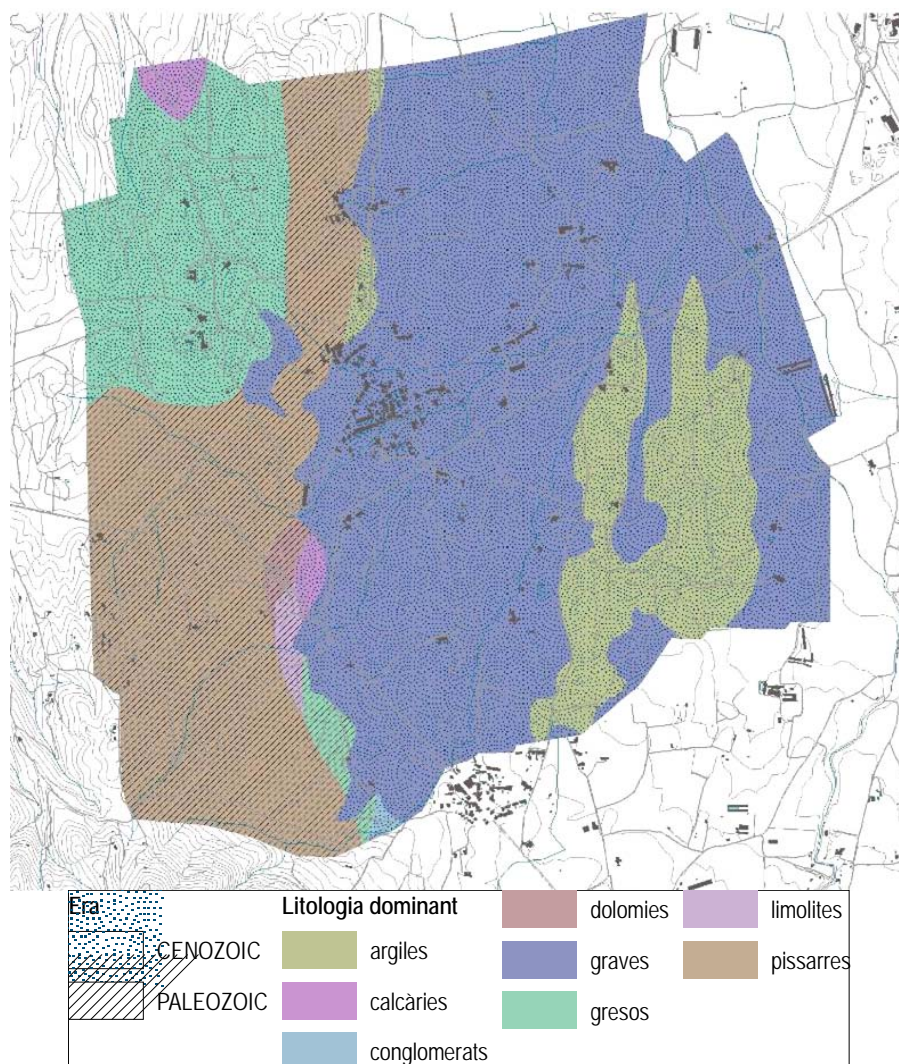 Era
CENOZOIC
PALEOZOIC
Litologia dominant
argiles
calcàries
conglomerats
dolomies
graves
gresos
limolites
pissarres